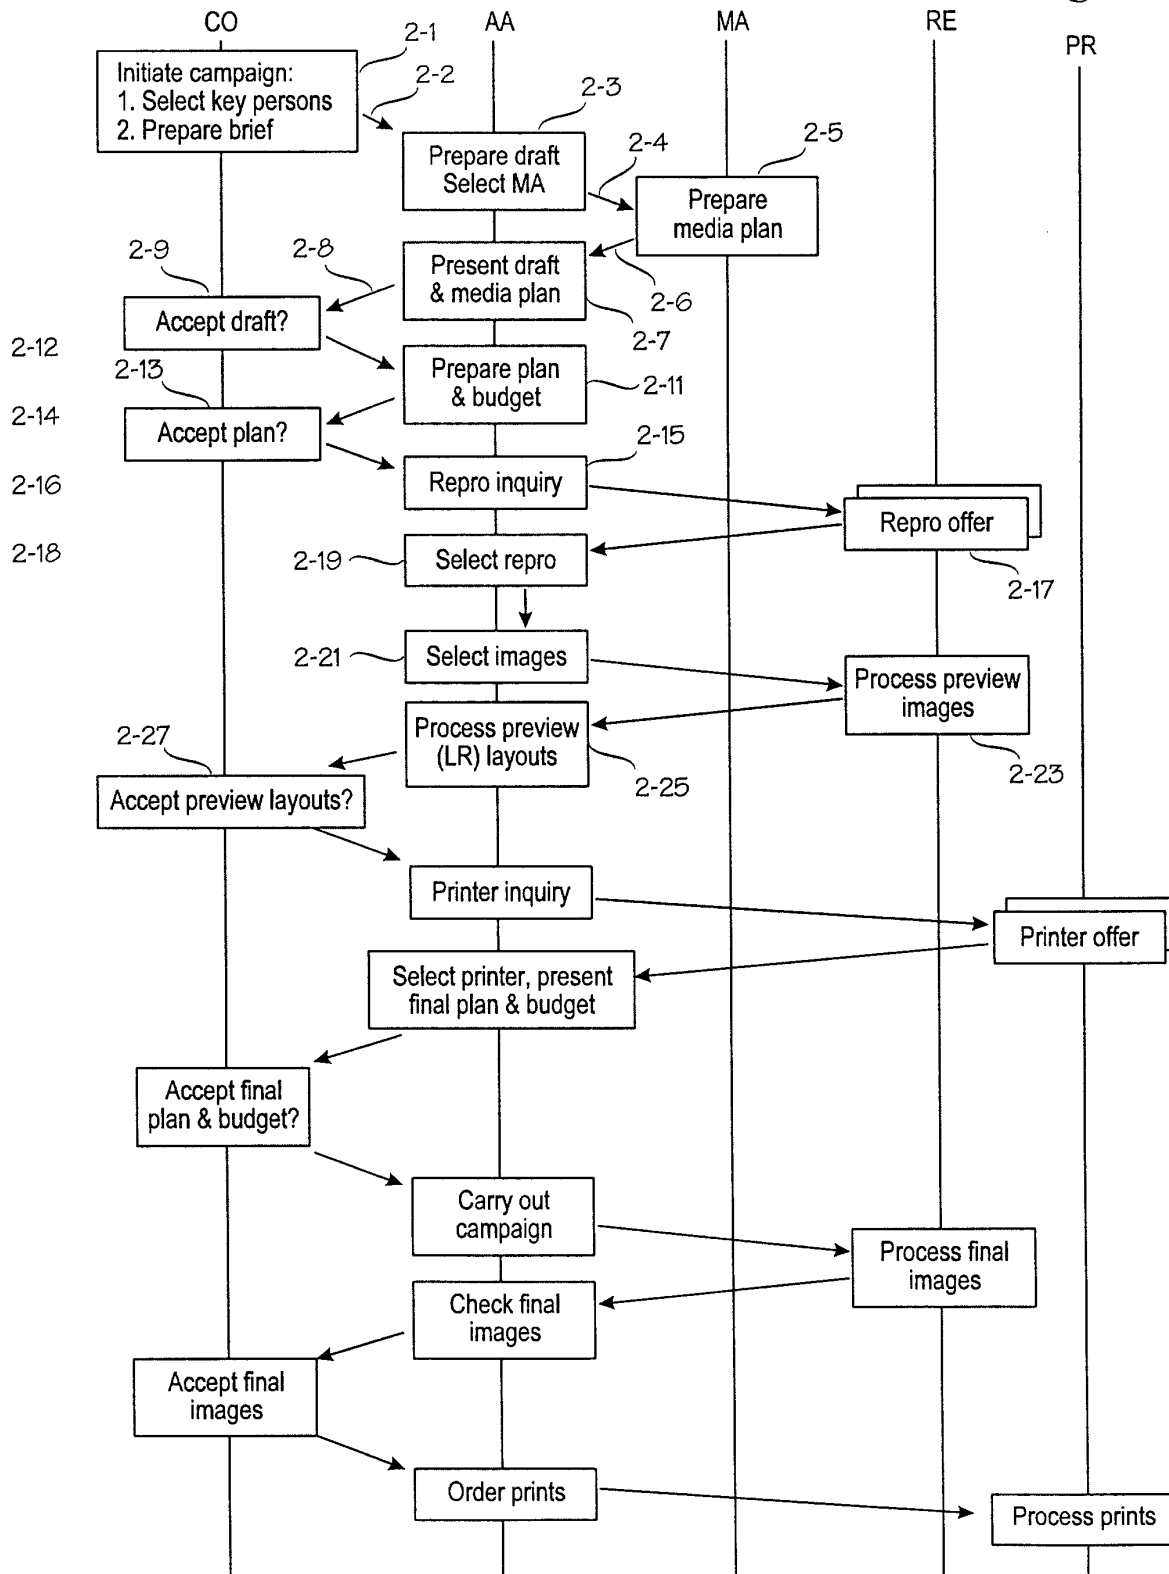 CO
AA
MA
RE
PR
2-1
Initiate campaign:
1. Select key persons
2. Prepare brief
2-2
2-3
Prepare draft
Select MA
2-4
2-5
Prepare
media plan
2-6
2-9
2-8
Present draft
& media plan
2-7
Accept draft?
2-12
2-13
Prepare plan
& budget
2-11
2-14
Accept plan?
2-15
2-16
Repro inquiry
Repro offer
2-17
2-18
2-19
Select repro
2-21
Select images
Process preview
images
2-23
Process preview
(LR) layouts
2-25
2-27
Accept preview layouts?
Printer inquiry
Printer offer
Select printer, present
final plan & budget
Accept final
plan & budget?
Carry out
campaign
Process final
images
Check final
images
Accept final
images
Order prints
Process prints